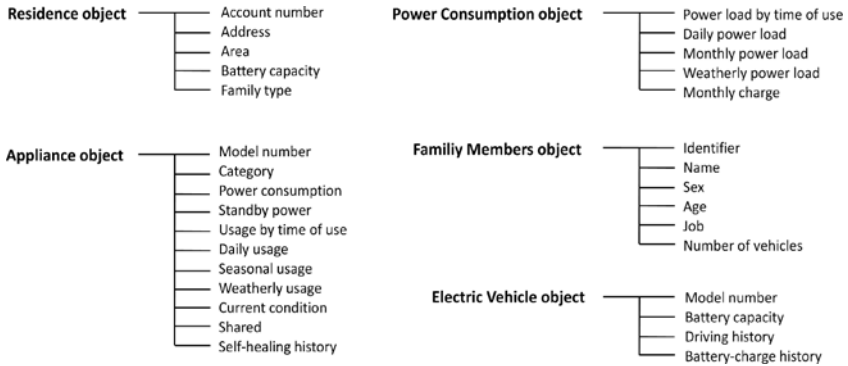 Residence object
Account number
Address
Area
Battery capacity
Family type
Power Consumption object
Power load by time of use
Daily power load
Monthly power load
Weatherly power load
Monthly charge
Appliance object
Model number
Category
Power consumption
Standby power
Usage by time of use
Daily usage
Seasonal usage
Weatherly usage
Current condition
Shared
Self-healing history
Familiy Members object
Identifier
Name
Sex
Age
Job
Number of vehicles
Electric Vehicle object
Model number
Battery capacity
Driving history
Battery-charge history